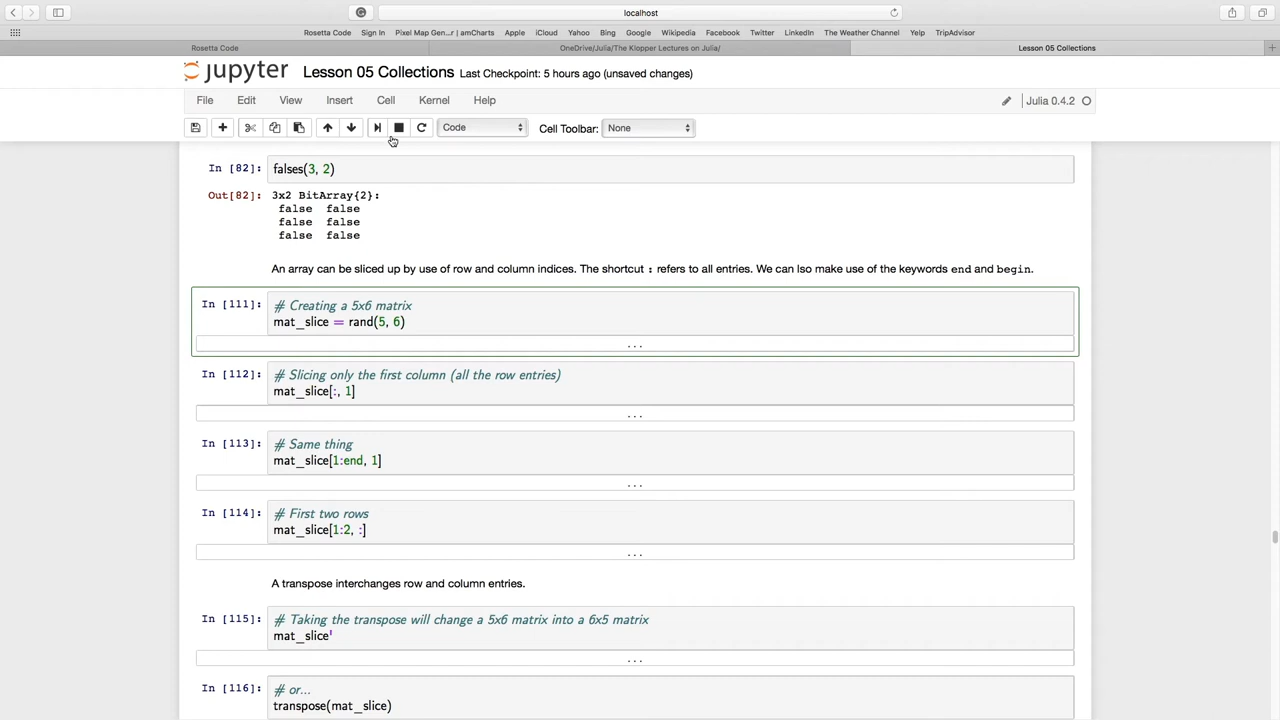 localhost
Rosetta Code Sign In Pixel Map Gen...r | amCharts Apple iCloud Yahoo Bing Google Wikipedia Facebook Twitter LinkedIn The Weather Channel Yelp TripAdvisor
Rosetta Code OneDrive/Julia/The Klopper Lectures on Julia/ Lesson 05 Collections
jupyter Lesson 05 Collections Last Checkpoint: 5 hours ago (unsaved changes)
File Edit View Insert Cell Kernel Help Julia 0.4.2
Code Cell Toolbar: None
In [82]: falses(3, 2)
Out[82]: 3x2 BitArray{2}:
false false
false false
false false
An array can be sliced up by use of row and column indices. The shortcut : refers to all entries. We can lso make use of the keywords end and begin.
In [111]: # Creating a 5x6 matrix
mat_slice = rand(5, 6)
...
In [112]: # Slicing only the first column (all the row entries)
mat_slice[:, 1]
...
In [113]: # Same thing
mat_slice[1:end, 1]
...
In [114]: # First two rows
mat_slice[1:2, :]
...
A transpose interchanges row and column entries.
In [115]: # Taking the transpose will change a 5x6 matrix into a 6x5 matrix
mat_slice'
...
In [116]: # or...
transpose(mat_slice)